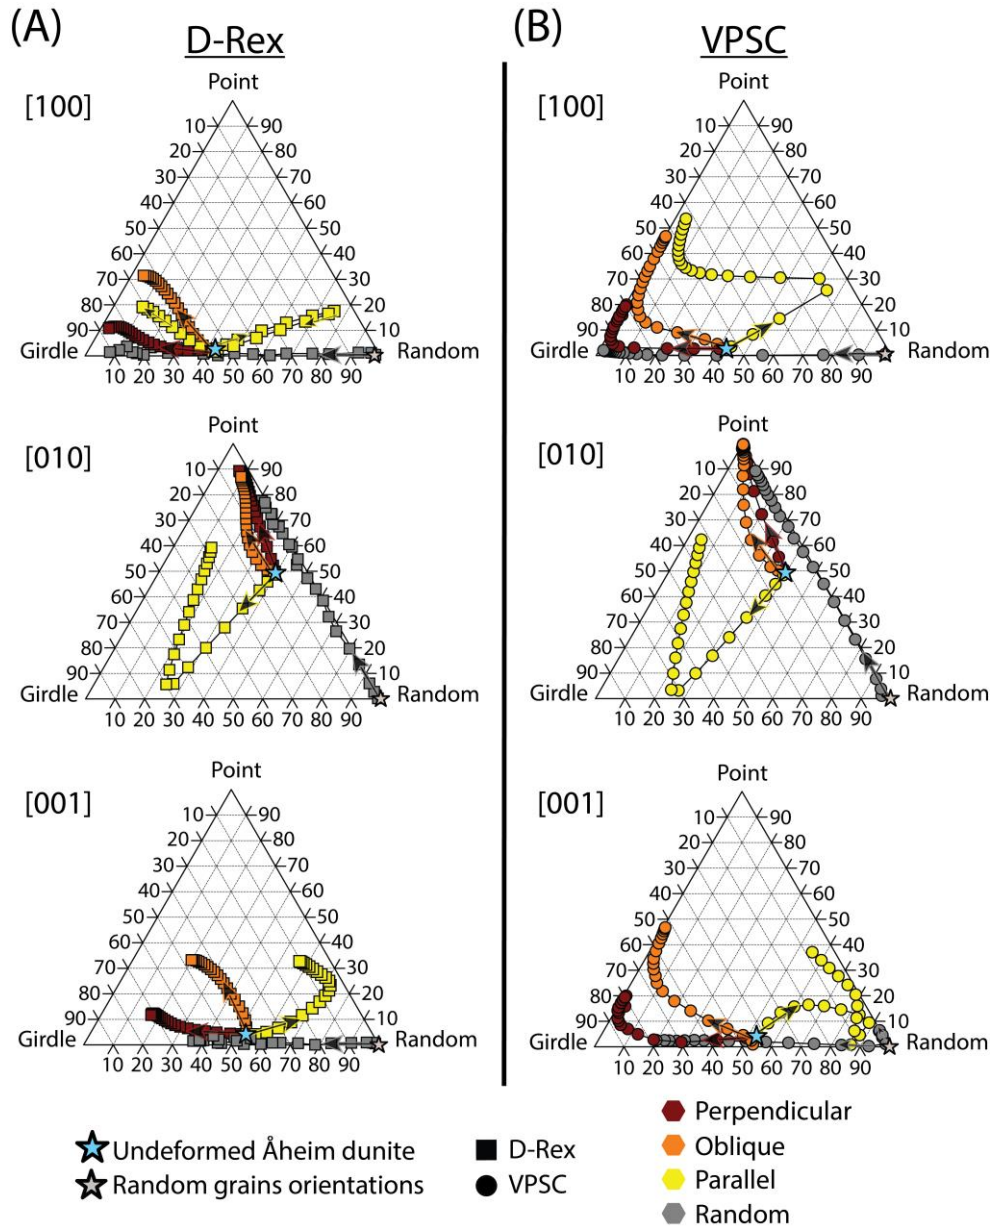 (A)
D-Rex
Point
[100]
10 90
20 80
30 70
40 60
50 50
60 40
70 30
80 20
90 10
Girdle Random
10 20 30 40 50 60 70 80 90
Point
[010]
10 90
20 80
30 70
40 60
50 50
60 40
70 30
80 20
90 10
Girdle Random
10 20 30 40 50 60 70 80 90
Point
[001]
10 90
20 80
30 70
40 60
50 50
60 40
70 30
80 20
90 10
Girdle Random
10 20 30 40 50 60 70 80 90
(B)
VPSC
Point
[100]
10 90
20 80
30 70
40 60
50 50
60 40
70 30
80 20
90 10
Girdle Random
10 20 30 40 50 60 70 80 90
Point
[010]
10 90
20 80
30 70
40 60
50 50
60 40
70 30
80 20
90 10
Girdle Random
10 20 30 40 50 60 70 80 90
Point
[001]
10 90
20 80
30 70
40 60
50 50
60 40
70 30
80 20
90 10
Girdle Random
10 20 30 40 50 60 70 80 90
Undeformed Åheim dunite
Random grains orientations
D-Rex
VPSC
Perpendicular
Oblique
Parallel
Random